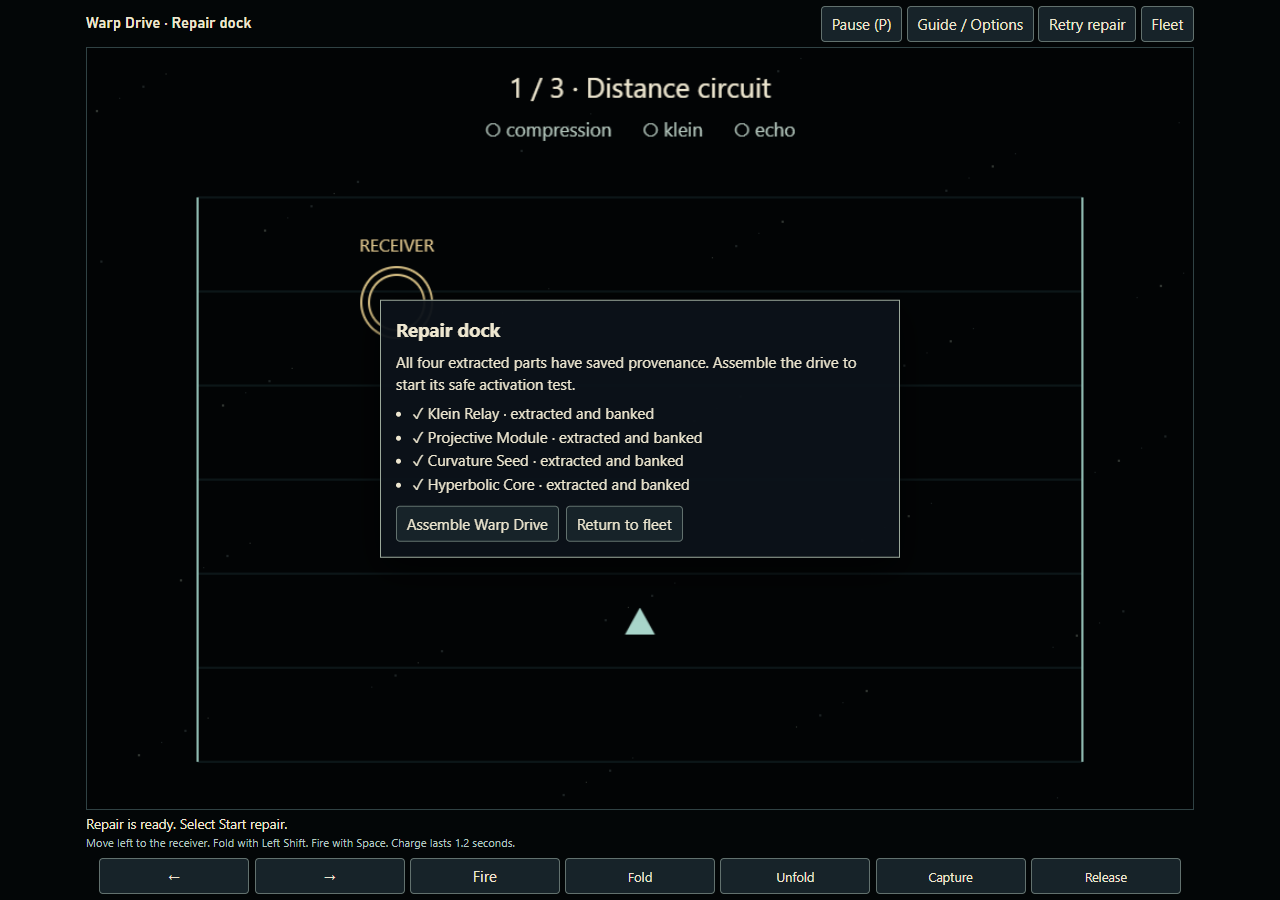 Warp Drive · Repair dock
Pause (P)
Guide / Options
Retry repair
Fleet
1 / 3 · Distance circuit
○ compression ○ klein ○ echo
RECEIVER
Repair dock
All four extracted parts have saved provenance. Assemble the drive to
start its safe activation test.
• ✓ Klein Relay · extracted and banked
• ✓ Projective Module · extracted and banked
• ✓ Curvature Seed · extracted and banked
• ✓ Hyperbolic Core · extracted and banked
Assemble Warp Drive
Return to fleet
Repair is ready. Select Start repair.
Move left to the receiver. Fold with Left Shift. Fire with Space. Charge lasts 1.2 seconds.
←
→
Fire
Fold
Unfold
Capture
Release